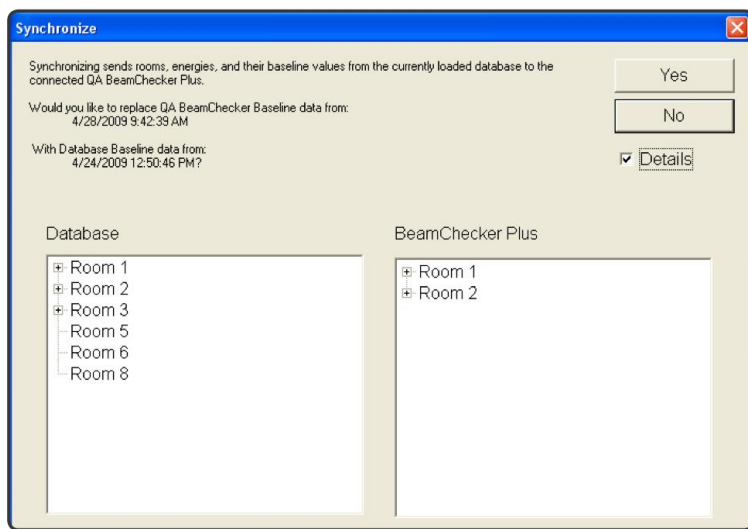 Synchronize
Synchronizing sends rooms, energies, and their baseline values from the currently loaded database to the
connected QA BeamChecker Plus.
Would you like to replace QA BeamChecker Baseline data from:
4/28/2009 9:42:39 AM
With Database Baseline data from:
4/24/2009 12:50:46 PM?
Yes
No
Details
Database
Room 1
Room 2
Room 3
Room 5
Room 6
Room 8
BeamChecker Plus
Room 1
Room 2